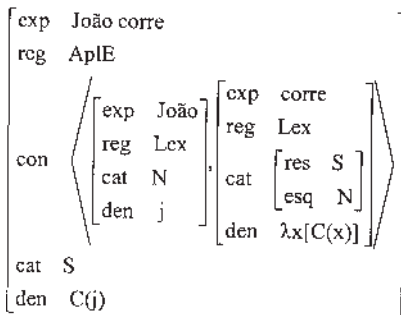 exp João corre
reg AplE
con
exp João
reg Lex
cat N
den j
,
exp corre
reg Lex
cat
res S
esq N
den λx[C(x)]
cat S
den C(j)